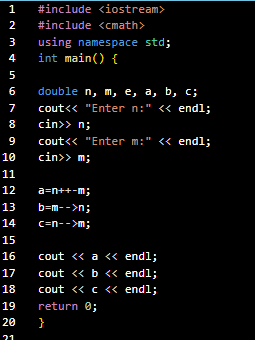 1 #include <iostream>
2 #include <cmath>
3 using namespace std;
4 int main() {
5
6 double n, m, e, a, b, c;
7 cout<< "Enter n:" << endl;
8 cin>> n;
9 cout<< "Enter m:" << endl;
10 cin>> m;
11
12 a=n++-m;
13 b=m-->n;
14 c=n-->m;
15
16 cout << a << endl;
17 cout << b << endl;
18 cout << c << endl;
19 return 0;
20 }
21